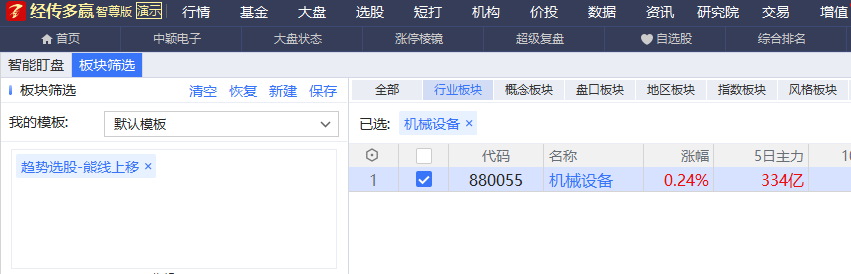 经传多赢 智尊版 演示 行情 基金 大盘 选股 短打 机构 价投 数据 资讯 研究院 交易 增值
首页 中颖电子 大盘状态 涨停棱镜 超级复盘 自选股 综合排名
智能盯盘 板块筛选
板块筛选 清空 恢复 新建 保存
全部 行业板块 概念板块 盘口板块 地区板块 指数板块 风格板块
我的模板: 默认模板
已选: 机械设备 ×
趋势选股-熊线上移 ×
代码 名称 涨幅 5日主力 10
1 880055 机械设备 0.24% 334亿